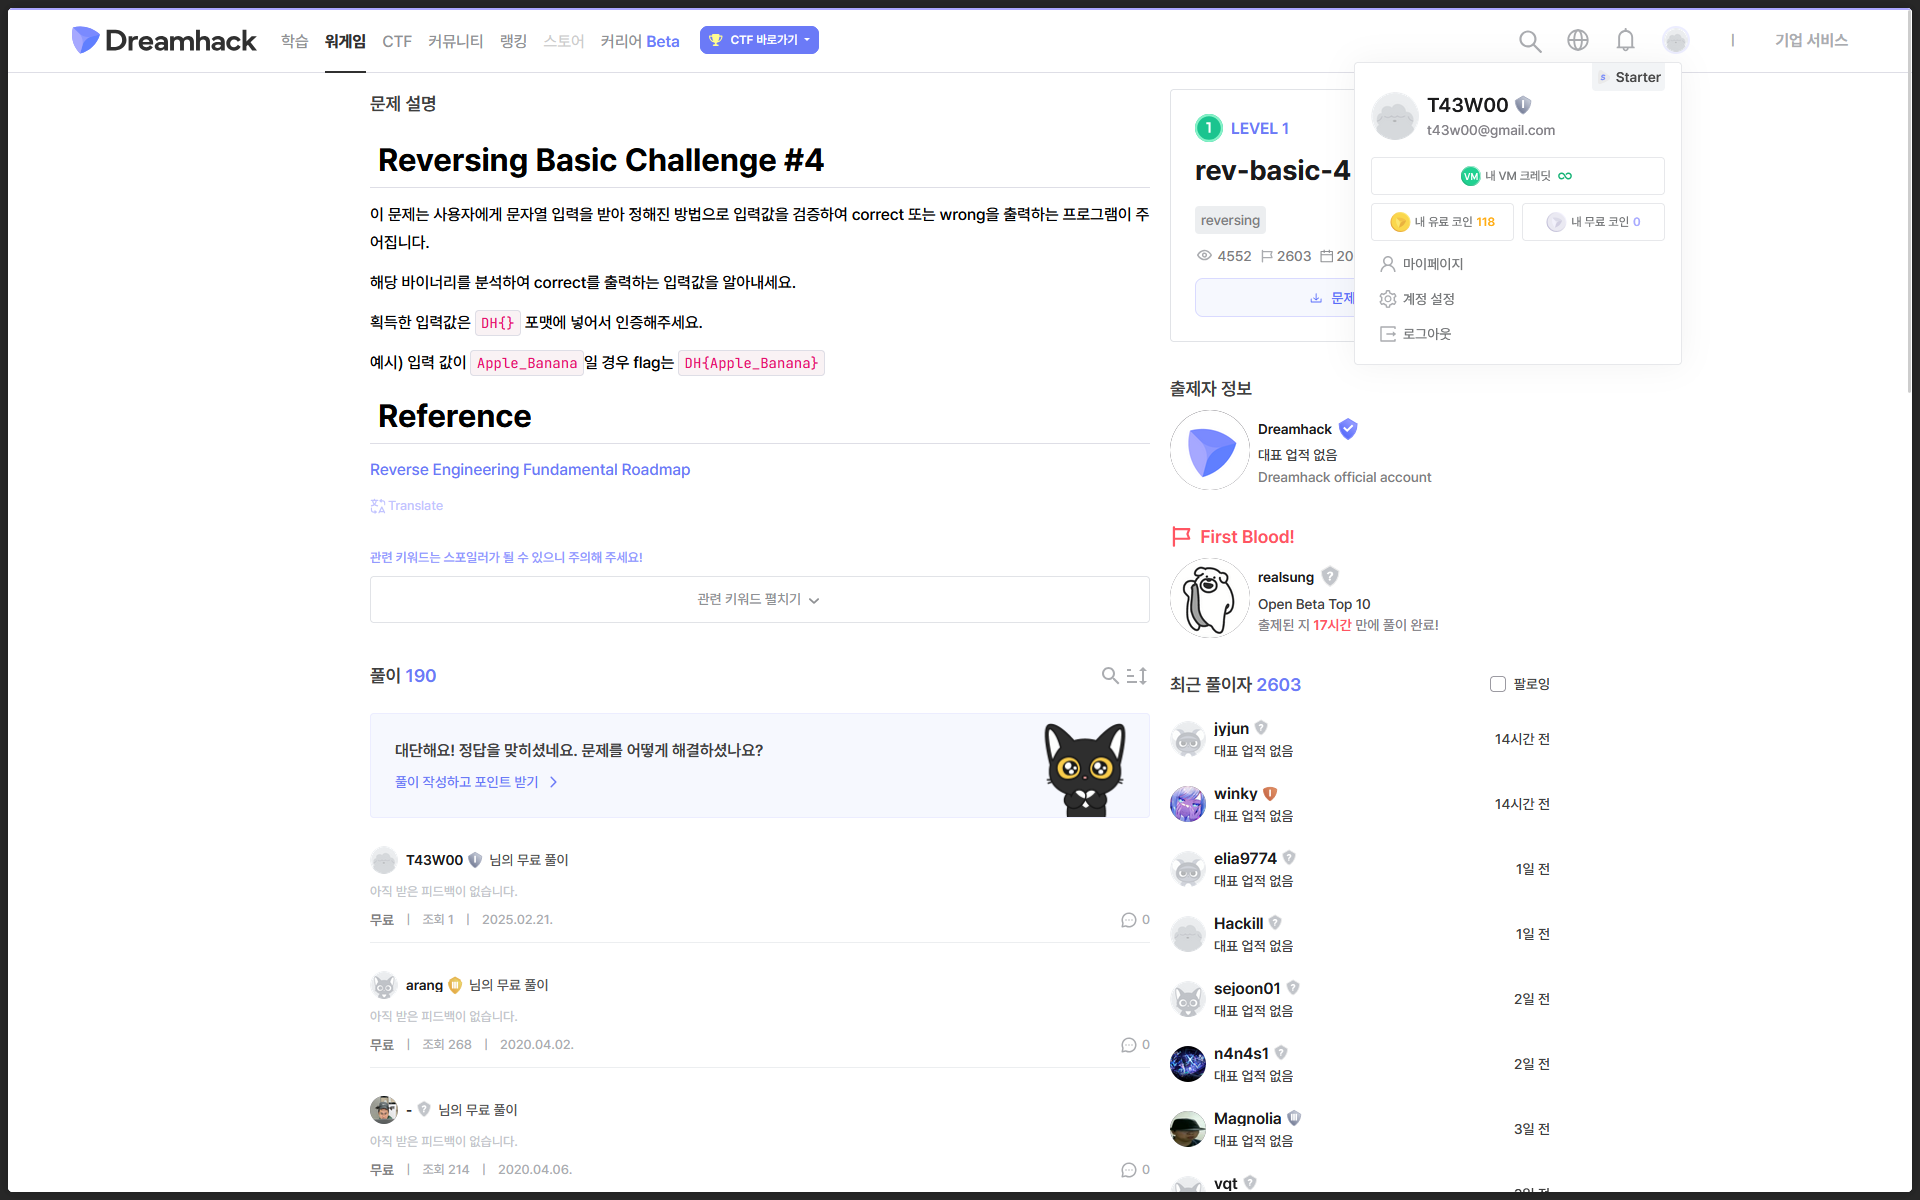 Dreamhack
학습
워게임
CTF
커뮤니티
랭킹
스토어
커리어 Beta
CTF 바로가기
|
기업 서비스
문제 설명
Reversing Basic Challenge #4
이 문제는 사용자에게 문자열 입력을 받아 정해진 방법으로 입력값을 검증하여 correct 또는 wrong을 출력하는 프로그램이 주
어집니다.
해당 바이너리를 분석하여 correct를 출력하는 입력값을 알아내세요.
획득한 입력값은 DH{} 포맷에 넣어서 인증해주세요.
예시) 입력 값이 Apple_Banana 일 경우 flag는 DH{Apple_Banana}
Reference
Reverse Engineering Fundamental Roadmap
Translate
관련 키워드는 스포일러가 될 수 있으니 주의해 주세요!
관련 키워드 펼치기
풀이 190
대단해요! 정답을 맞히셨네요. 문제를 어떻게 해결하셨나요?
풀이 작성하고 포인트 받기
T43W00 님의 무료 풀이
아직 받은 피드백이 없습니다.
무료 | 조회 1 | 2025.02.21. 0
arang 님의 무료 풀이
아직 받은 피드백이 없습니다.
무료 | 조회 268 | 2020.04.02. 0
- 님의 무료 풀이
아직 받은 피드백이 없습니다.
무료 | 조회 214 | 2020.04.06. 0
1 LEVEL 1
rev-basic-4
reversing
4552 2603 20
문제
S Starter
T43W00
t43w00@gmail.com
VM 내 VM 크레딧 ∞
내 유료 코인 118
내 무료 코인 0
마이페이지
계정 설정
로그아웃
출제자 정보
Dreamhack
대표 업적 없음
Dreamhack official account
First Blood!
realsung
Open Beta Top 10
출제된 지 17시간 만에 풀이 완료!
최근 풀이자 2603
팔로잉
jyjun
대표 업적 없음
14시간 전
winky
대표 업적 없음
14시간 전
elia9774
대표 업적 없음
1일 전
Hackill
대표 업적 없음
1일 전
sejoon01
대표 업적 없음
2일 전
n4n4s1
대표 업적 없음
2일 전
Magnolia
대표 업적 없음
3일 전
vqt